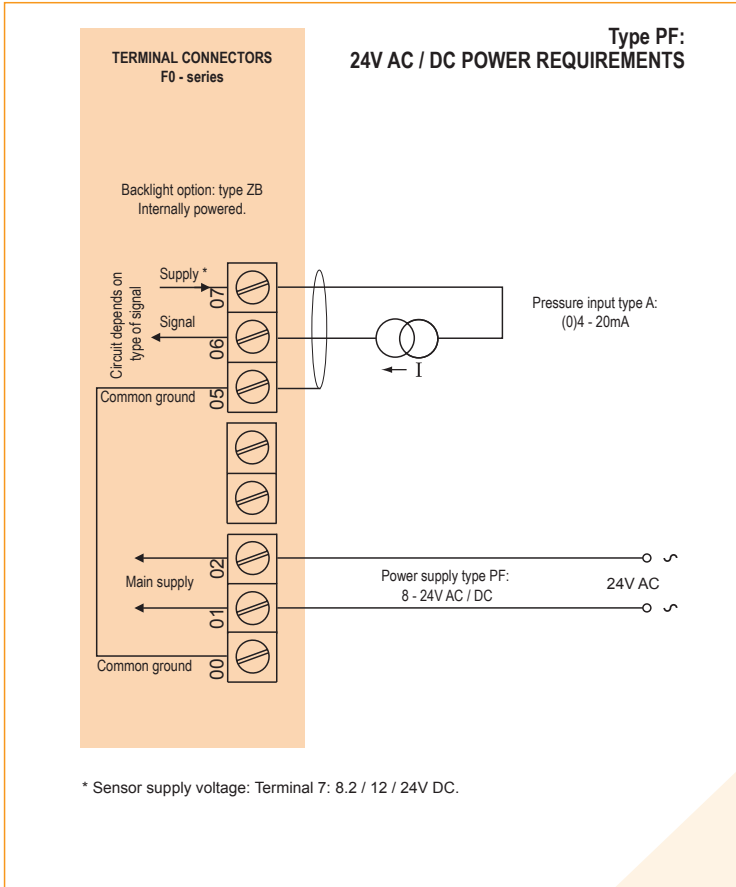 Type PF:
24V AC / DC POWER REQUIREMENTS
TERMINAL CONNECTORS
F0 - series
Backlight option: type ZB
Internally powered.
Circuit depends on
type of signal
Supply *
07
Signal
06
Common ground
05
I
Pressure input type A:
(0)4 - 20mA
02
Main supply
01
Power supply type PF:
8 - 24V AC / DC
24V AC
Common ground
00
* Sensor supply voltage: Terminal 7: 8.2 / 12 / 24V DC.